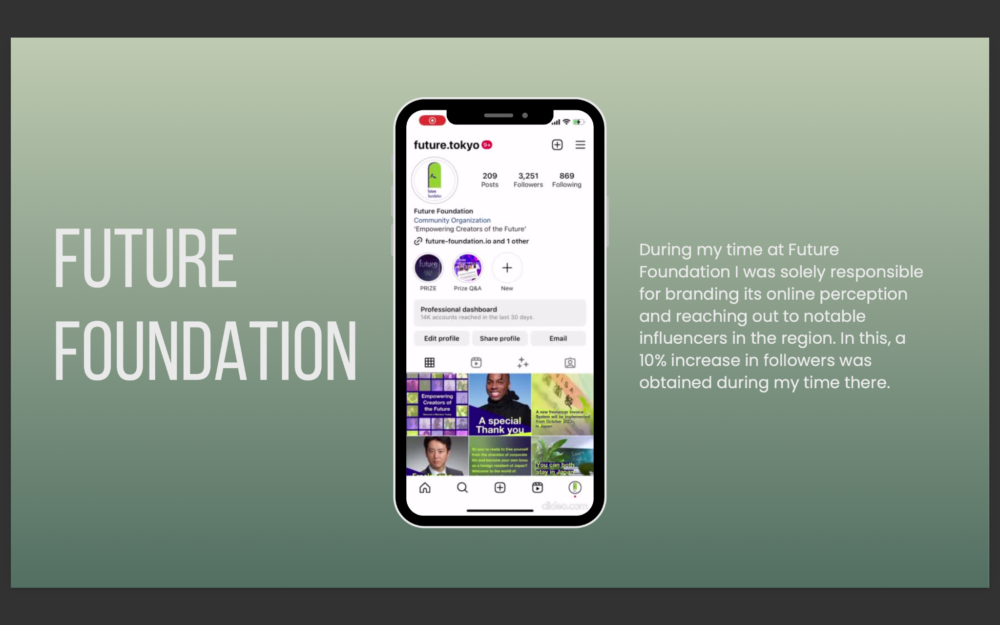 FUTURE
FOUNDATION
future.tokyo 9+
future
foundation
209 3,251 869
Posts Followers Following
Future Foundation
Community Organization
‘Empowering Creators of the Future’
future-foundation.io and 1 other
future
PRIZE Prize Q&A New
Professional dashboard
14K accounts reached in the last 30 days.
Edit profile Share profile Email
Empowering
Creators of
the Future
Become a Member Today
A special
Thank you
VISA
A new freelancer Invoice
System will be implemented
from October 2023
in Japan
So you're ready to free yourself
from the shackles of corporate
life and become your own boss
as a foreign resident of Japan?
Welcome to the world of
Learn
You can both
stay in Japan
clideo.com
During my time at Future
Foundation I was solely responsible
for branding its online perception
and reaching out to notable
influencers in the region. In this, a
10% increase in followers was
obtained during my time there.